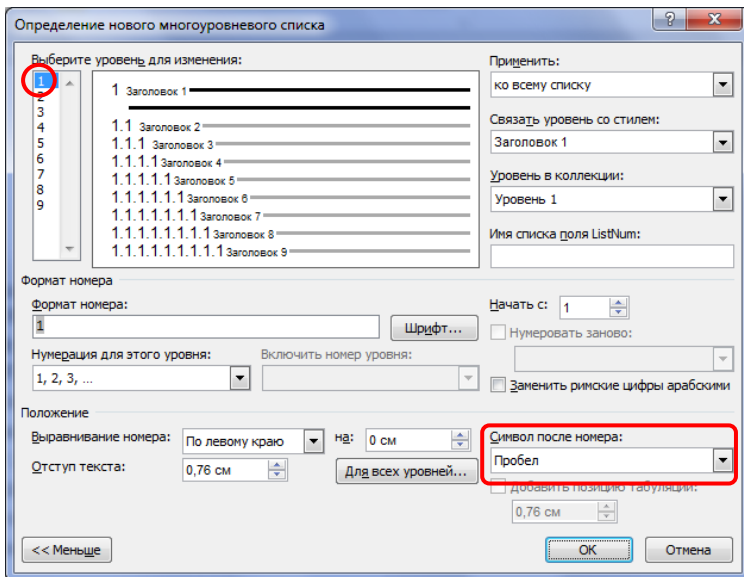 Определение нового многоуровневого списка
Выберите уровень для изменения:
1
2
3
4
5
6
7
8
9
1 Заголовок 1
1.1 Заголовок 2
1.1.1 Заголовок 3
1.1.1.1 Заголовок 4
1.1.1.1.1 Заголовок 5
1.1.1.1.1.1 Заголовок 6
1.1.1.1.1.1.1 Заголовок 7
1.1.1.1.1.1.1.1 Заголовок 8
1.1.1.1.1.1.1.1.1 Заголовок 9
Применить:
ко всему списку
Связать уровень со стилем:
Заголовок 1
Уровень в коллекции:
Уровень 1
Имя списка поля ListNum:
Формат номера
Формат номера:
1
Шрифт...
Нумерация для этого уровня:
1, 2, 3, ...
Включить номер уровня:
Начать с: 1
Нумеровать заново:
Заменить римские цифры арабскими
Положение
Выравнивание номера: По левому краю на: 0 см
Отступ текста: 0,76 см Для всех уровней...
Символ после номера:
Пробел
Добавить позицию табуляции:
0,76 см
<< Меньше
ОК
Отмена